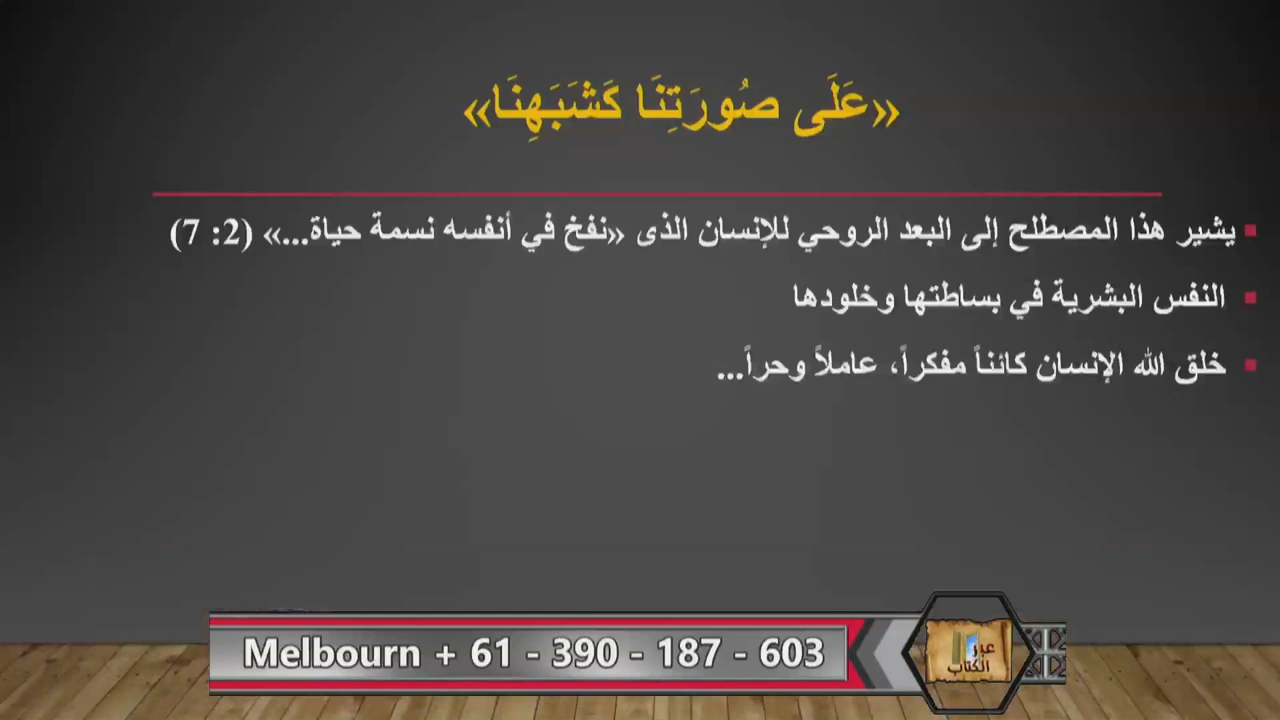 «عَلَى صُورَتِنَا كَشَبَهِنَا»
يشير هذا المصطلح إلى البعد الروحي للإنسان الذى «نفخ في أنفسه نسمة حياة...» (2: 7)
النفس البشرية في بساطتها وخلودها
خلق الله الإنسان كائناً مفكراً، عاملاً وحراً...
Melbourn + 61 - 390 - 187 - 603
عبر
الكتاب